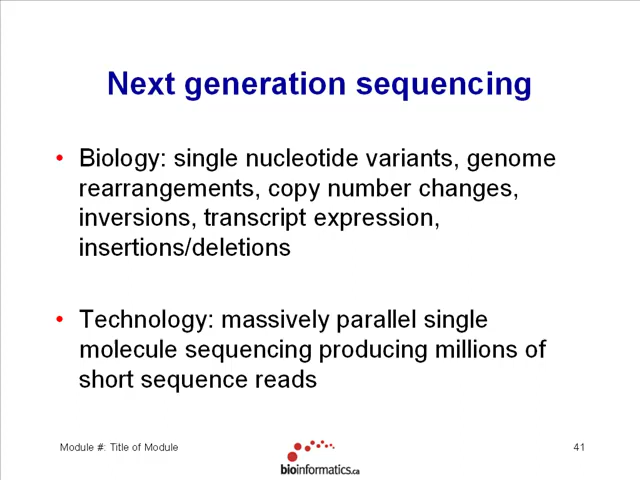 Next generation sequencing
• Biology: single nucleotide variants, genome
rearrangements, copy number changes,
inversions, transcript expression,
insertions/deletions
• Technology: massively parallel single
molecule sequencing producing millions of
short sequence reads
Module #: Title of Module
bioinformatics.ca
41